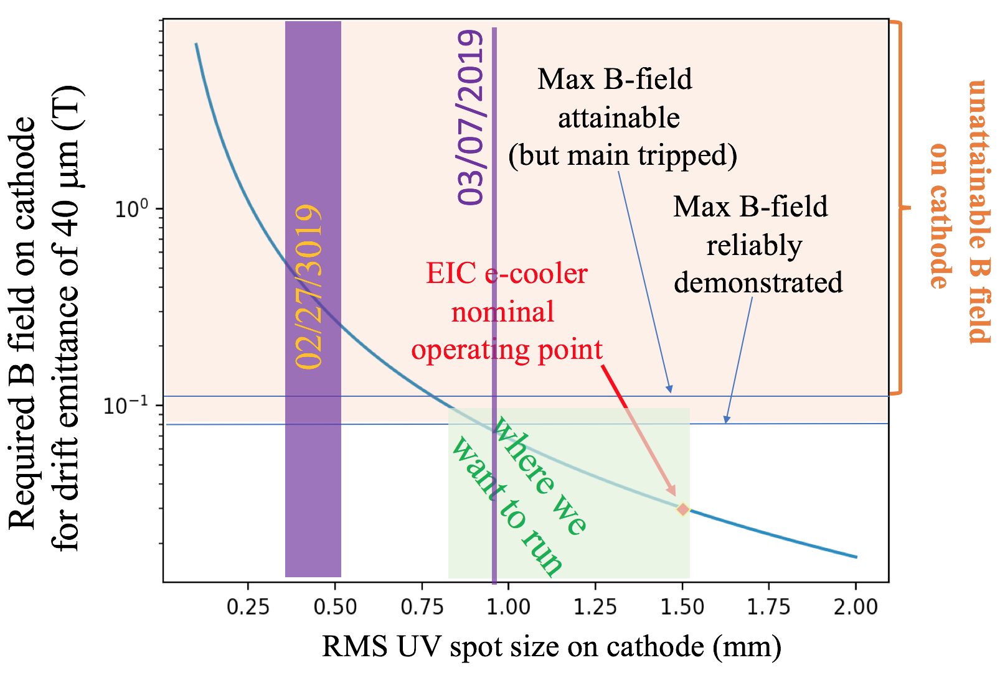 Required B field on cathode
for drift emittance of 40 μm (T)
10⁰
10⁻¹
02/27/3019
03/07/2019
Max B-field
attainable
(but main tripped)
Max B-field
reliably
demonstrated
EIC e-cooler
nominal
operating point
where we
want to run
unattainable B field
on cathode
0.25 0.50 0.75 1.00 1.25 1.50 1.75 2.00
RMS UV spot size on cathode (mm)